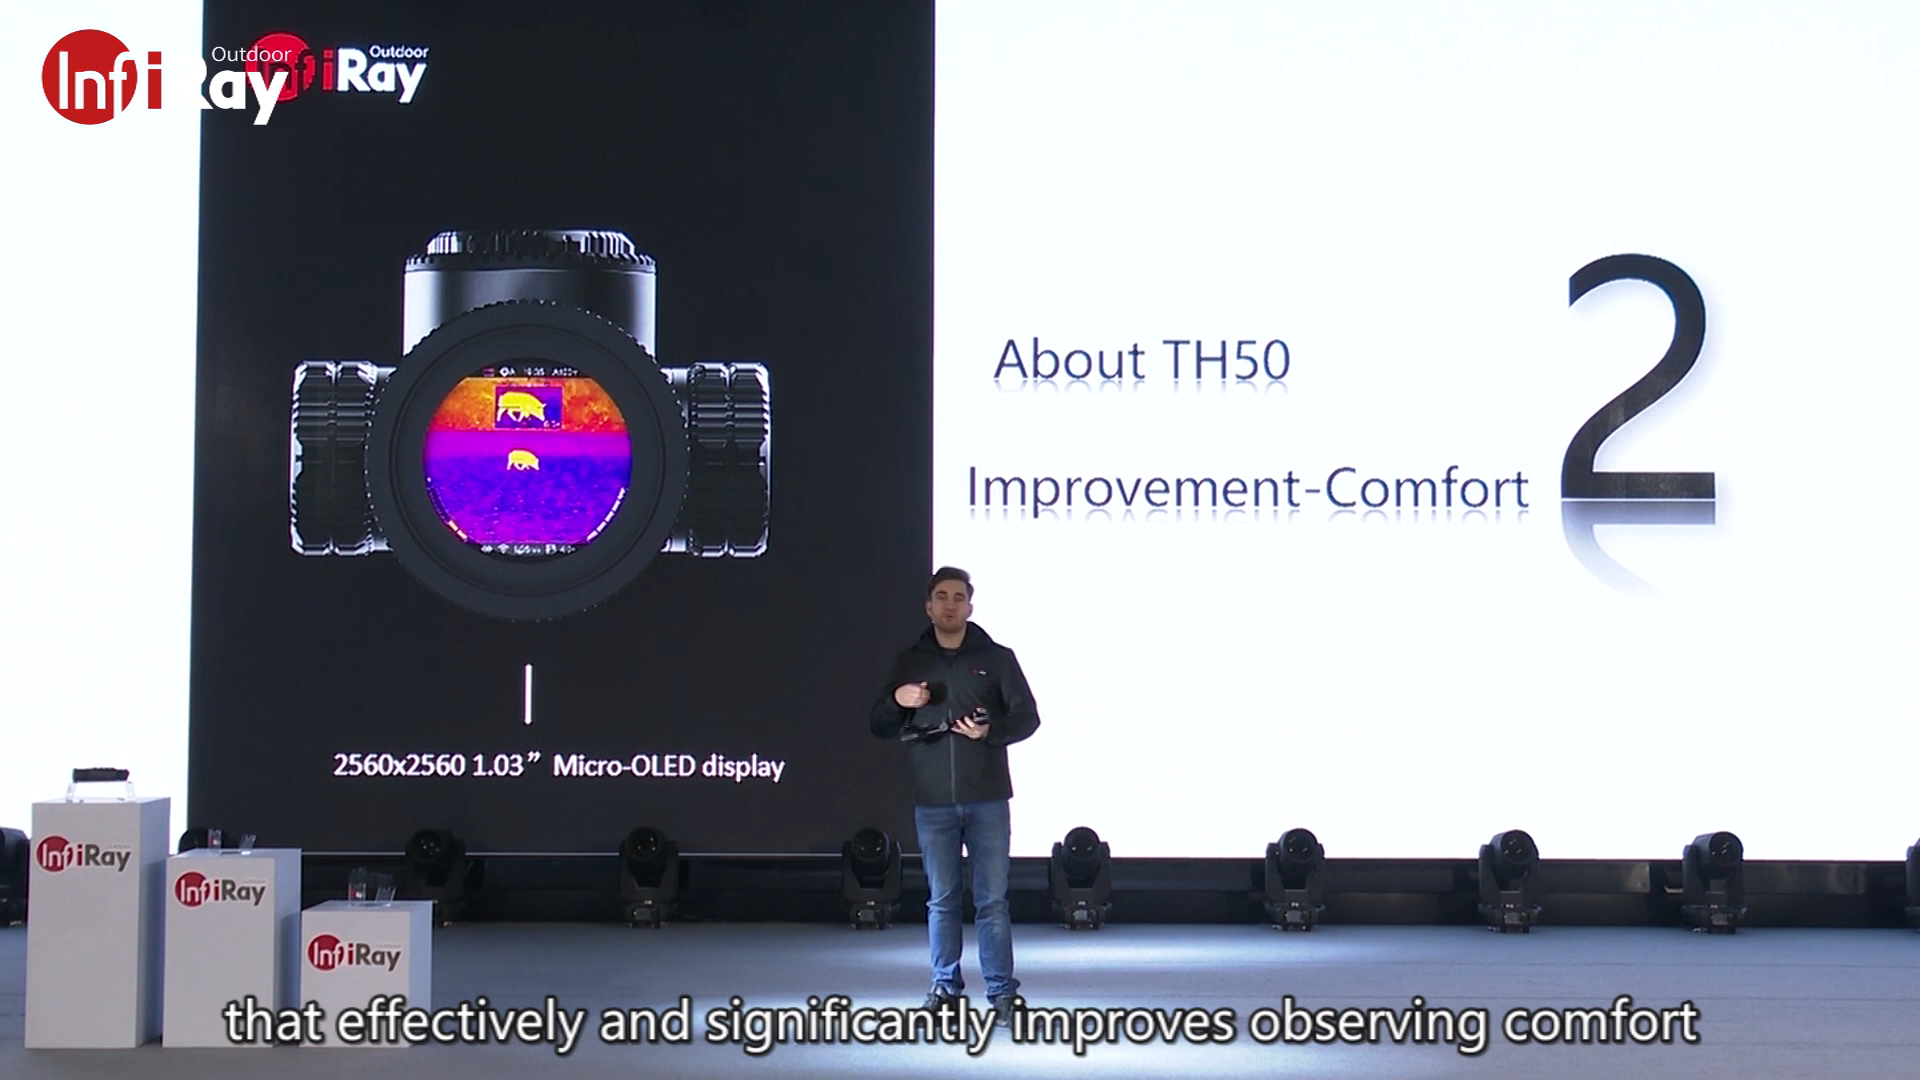 Outdoor
InfiRay
Outdoor
InfiRay
About TH50
Improvement-Comfort
2
2560x2560 1.03” Micro-OLED display
InfiRay
InfiRay
InfiRay
that effectively and significantly improves observing comfort